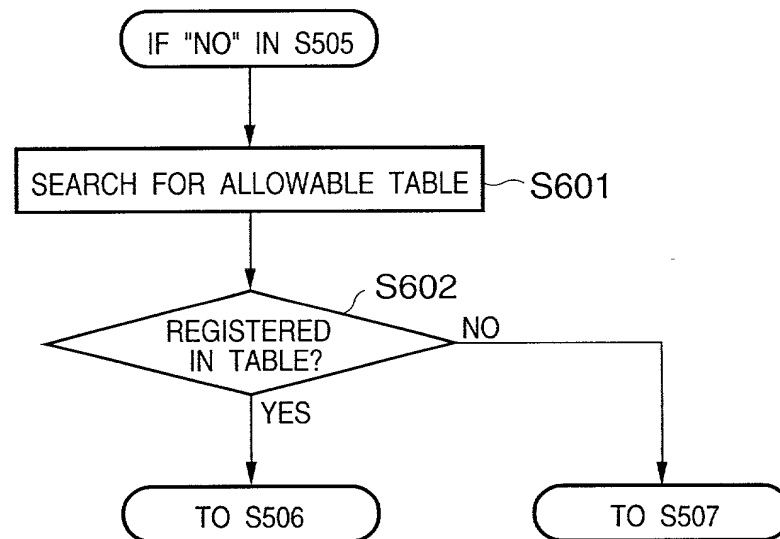 IF "NO" IN S505
SEARCH FOR ALLOWABLE TABLE
S601
S602
REGISTERED
IN TABLE?
NO
YES
TO S506
TO S507